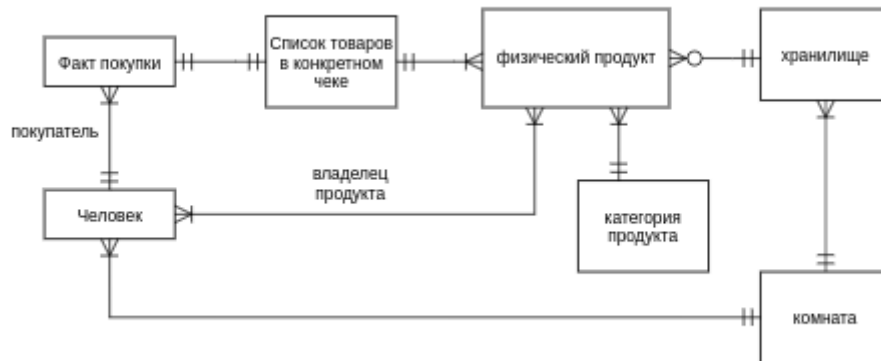 Факт покупки
Список товаров
в конкретном
чеке
физический продукт
хранилище
покупатель
владелец
продукта
Человек
категория
продукта
комната